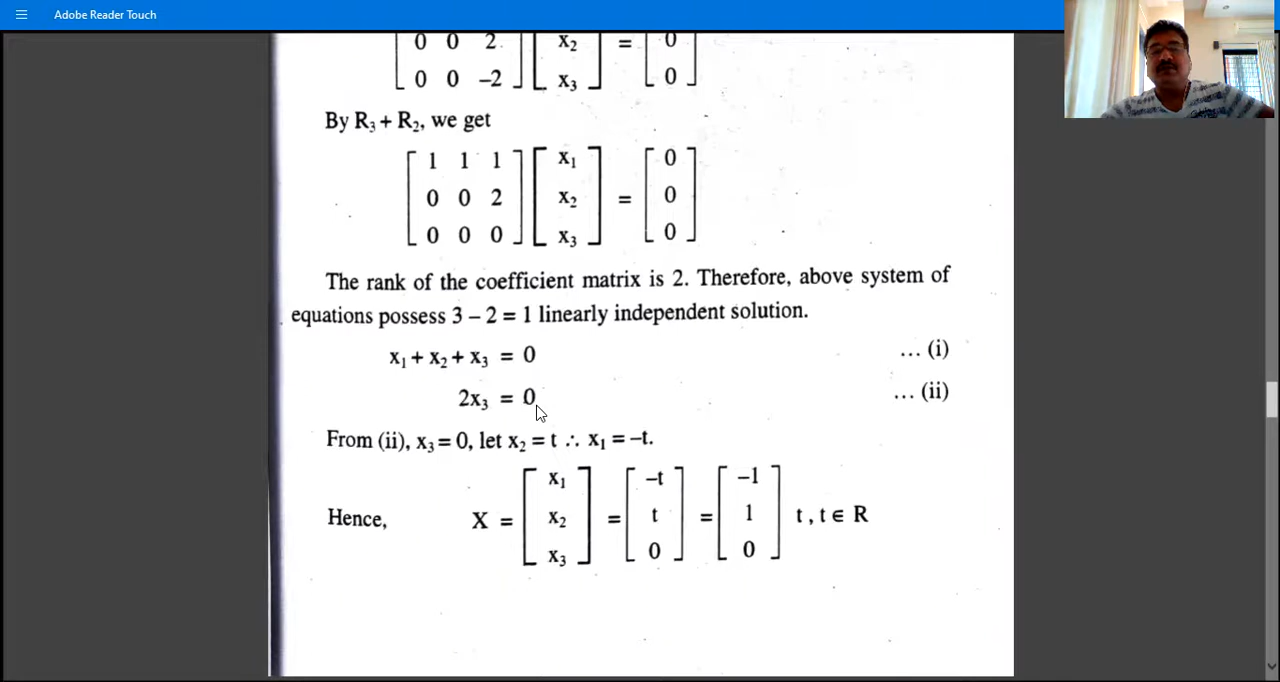 Adobe Reader Touch
0 0 2 x₂ = 0
0 0 –2 x₃ 0
By R₃ + R₂, we get
1 1 1 x₁ 0
0 0 2 x₂ = 0
0 0 0 x₃ 0
The rank of the coefficient matrix is 2. Therefore, above system of
equations possess 3 – 2 = 1 linearly independent solution.
x₁ + x₂ + x₃ = 0 ... (i)
2x₃ = 0 ... (ii)
From (ii), x₃ = 0, let x₂ = t ∴ x₁ = –t.
x₁ –t –1
Hence, X = x₂ = t = 1 t , t ∈ R
x₃ 0 0